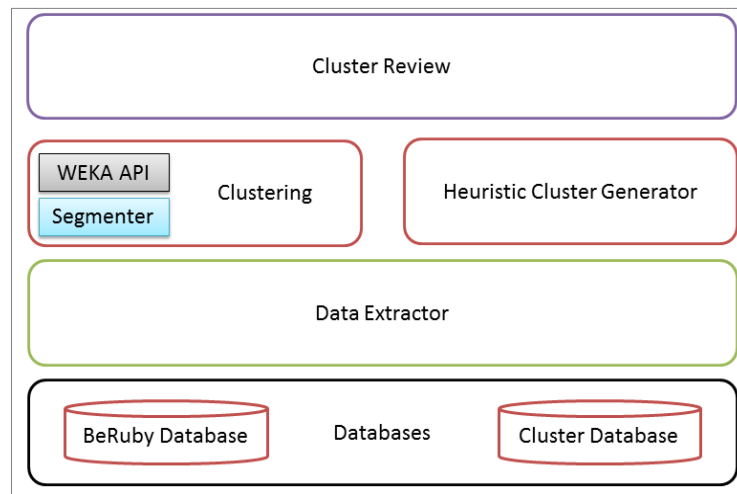 Cluster Review
WEKA API
Clustering
Segmenter
Heuristic Cluster Generator
Data Extractor
BeRuby Database
Databases
Cluster Database